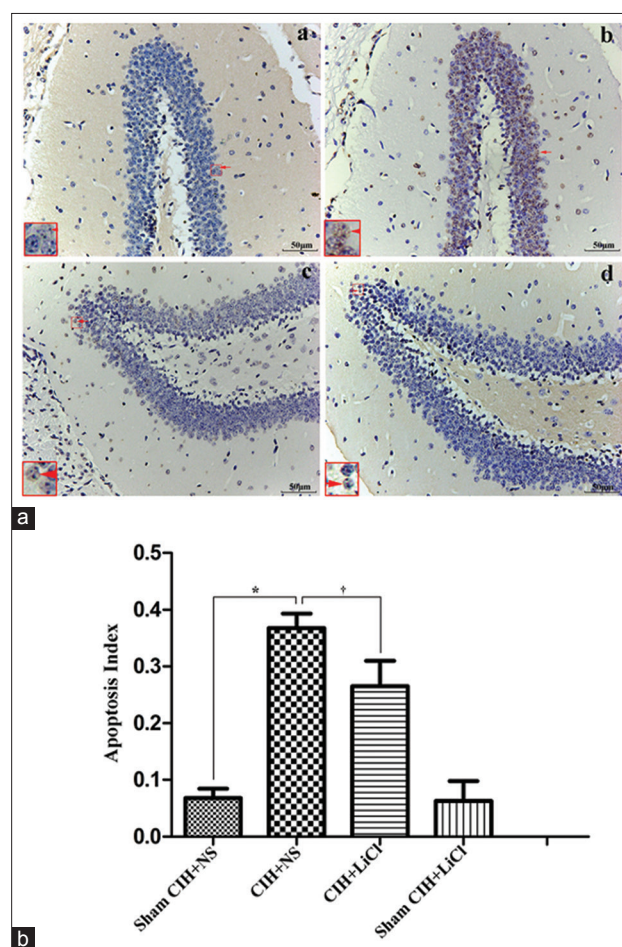 a
b
50μm
50μm
c
d
50μm
50μm
a
0.5
0.4
0.3
0.2
0.1
0.0
Apoptosis Index
*
†
Sham CIH+NS
CIH+NS
CIH+LiCl
Sham CIH+LiCl
b